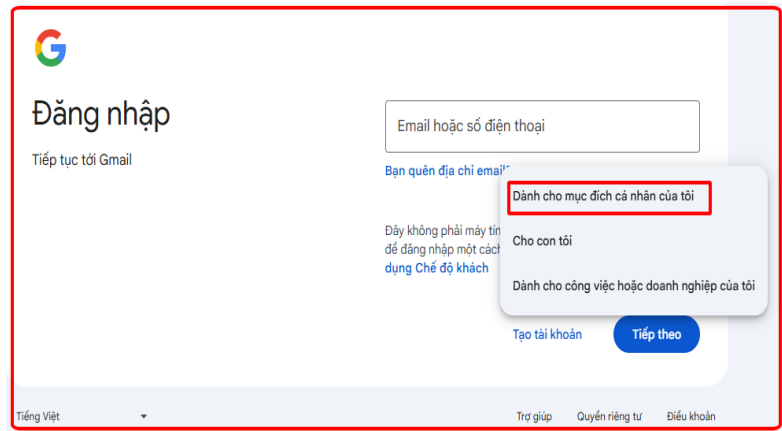 Đăng nhập
Tiếp tục tới Gmail
Email hoặc số điện thoại
Bạn quên địa chỉ email?
Dành cho mục đích cá nhân của tôi
Cho con tôi
Dành cho công việc hoặc doanh nghiệp của tôi
Đây không phải máy tín
để đăng nhập một cách
dụng Chế độ khách
Tạo tài khoản
Tiếp theo
Tiếng Việt
Trợ giúp
Quyền riêng tư
Điều khoản